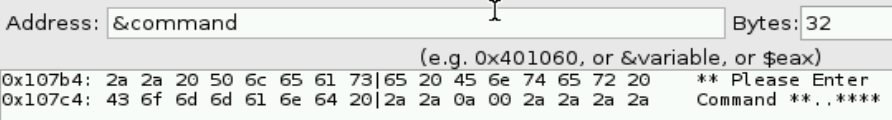 Address: &command Bytes: 32
(e.g. 0x401060, or &variable, or $eax)
0x107b4: 2a 2a 20 50 6c 65 61 73|65 20 45 6e 74 65 72 20 ** Please Enter
0x107c4: 43 6f 6d 6d 61 6e 64 20|2a 2a 0a 00 2a 2a 2a 2a Command **..****